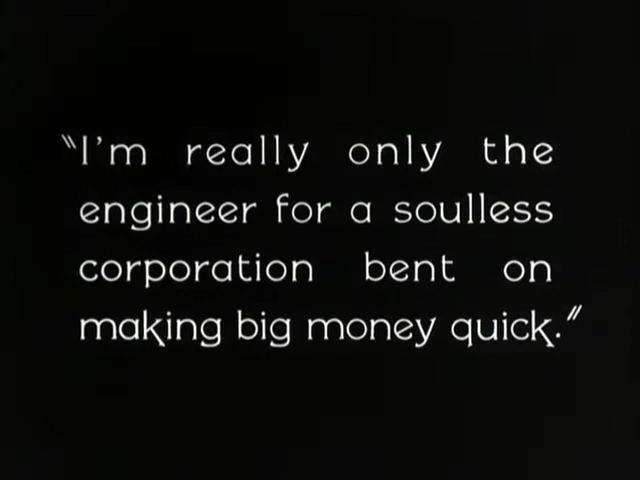 "I'm really only the
engineer for a soulless
corporation bent on
making big money quick."